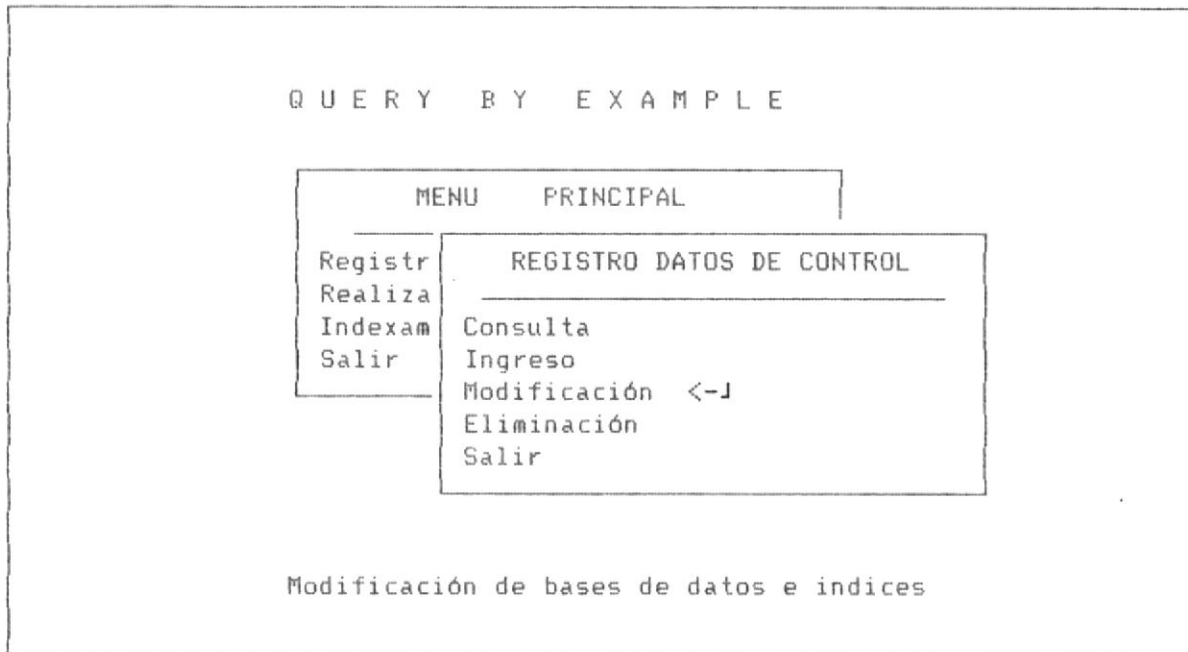 QUERY BY EXAMPLE
MENU PRINCIPAL
Registr
Realiza
Indexam
Salir
REGISTRO DATOS DE CONTROL
Consulta
Ingreso
Modificación <-┘
Eliminación
Salir
Modificación de bases de datos e indices